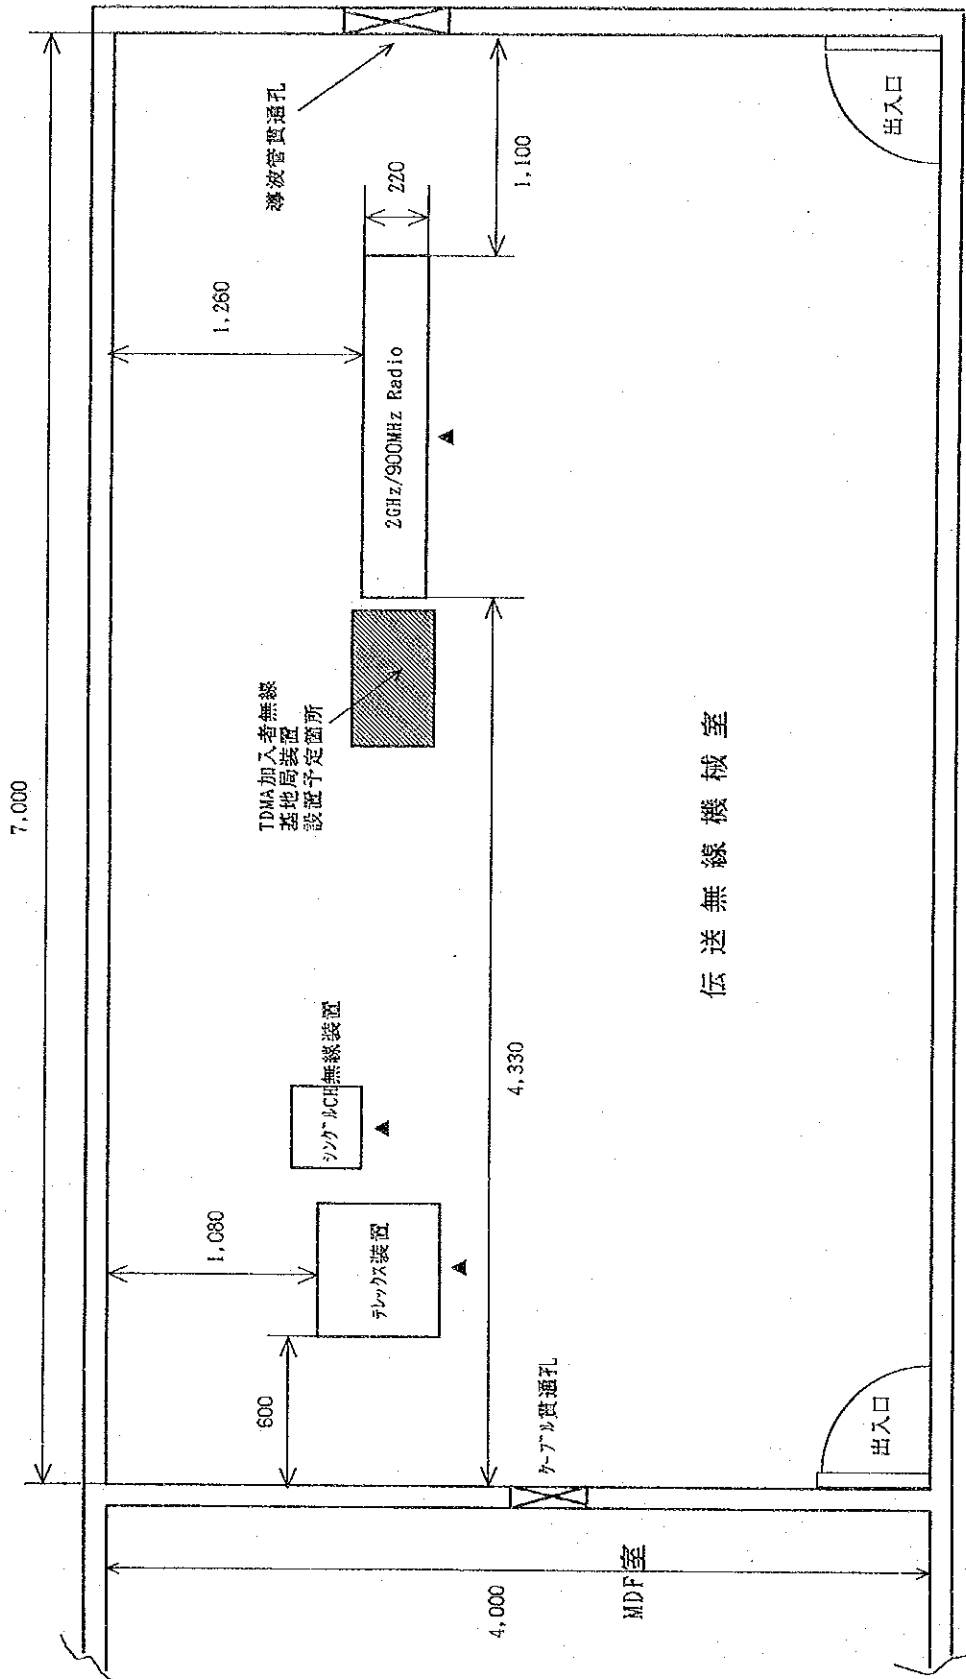 7,000
導波管貫通孔
1,100
220
1,260
2GHz/900MHz Radio
出入口
TDMA加入者無線
基地局装置
設置予定箇所
伝送無線機械室
シングルCH無線装置
4,330
1,080
テレックス装置
600
ケーブル貫通孔
出入口
4,000
MDF室